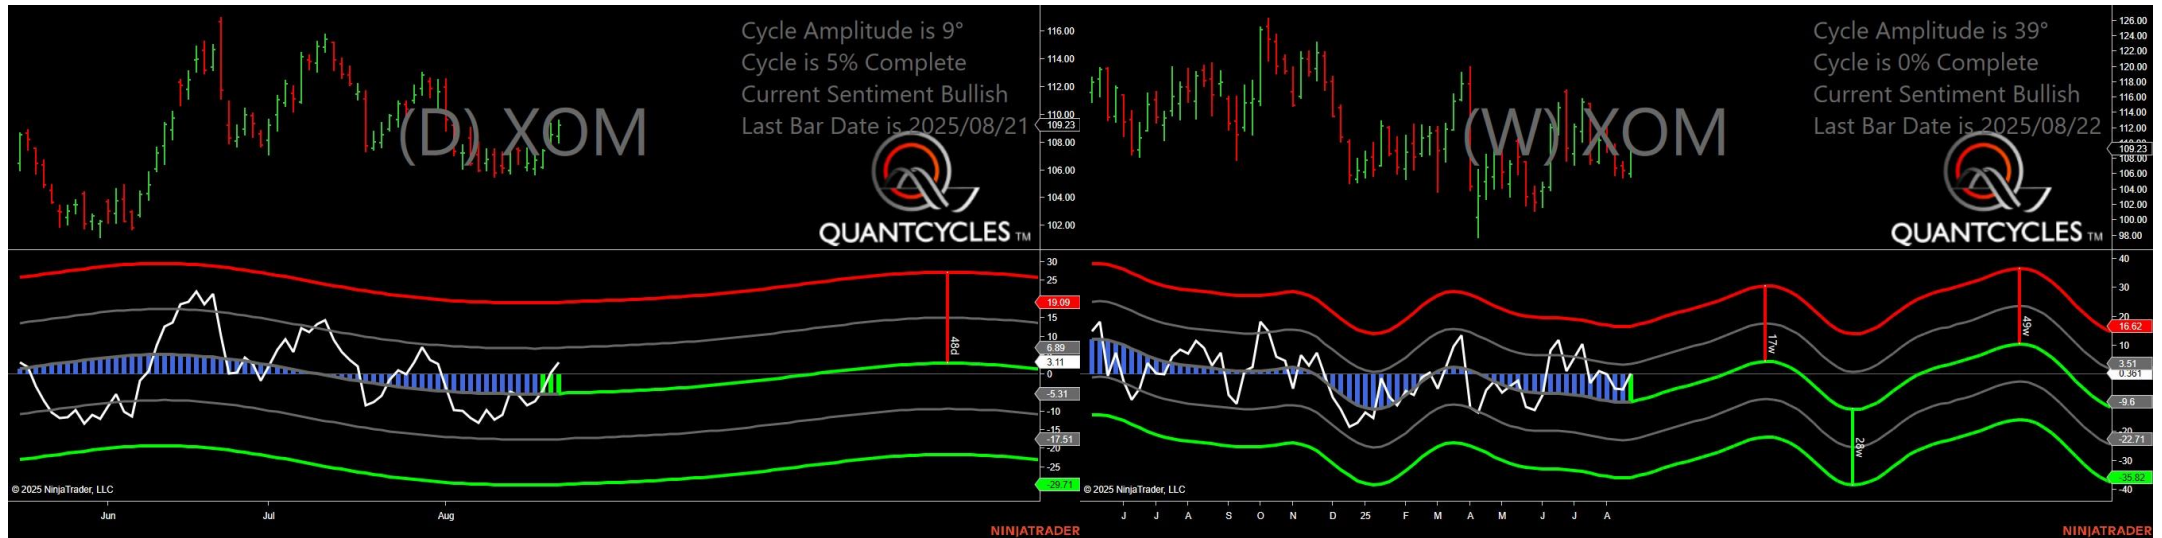 Cycle Amplitude is 9°
Cycle is 5% Complete
Current Sentiment Bullish
Last Bar Date is 2025/08/21
(D) XOM
QUANTCYCLES TM
116.00
114.00
112.00
110.00
109.23
108.00
106.00
104.00
102.00
30
25
19.09
15
10
6.89
3.11
0
-5.31
-10
-15
-17.51
-20
-25
-29.71
48d
© 2025 NinjaTrader, LLC
Jun
Jul
Aug
NINJATRADER
Cycle Amplitude is 39°
Cycle is 0% Complete
Current Sentiment Bullish
Last Bar Date is 2025/08/22
(W) XOM
QUANTCYCLES TM
126.00
124.00
122.00
120.00
118.00
116.00
114.00
112.00
109.23
108.00
106.00
104.00
102.00
100.00
98.00
40
30
20
16.62
10
3.51
0.361
-9.6
-20
-22.71
-30
-35.82
-40
17w
49w
28w
© 2025 NinjaTrader, LLC
J
J
A
S
O
N
D
25
F
M
A
M
J
J
A
NINJATRADER